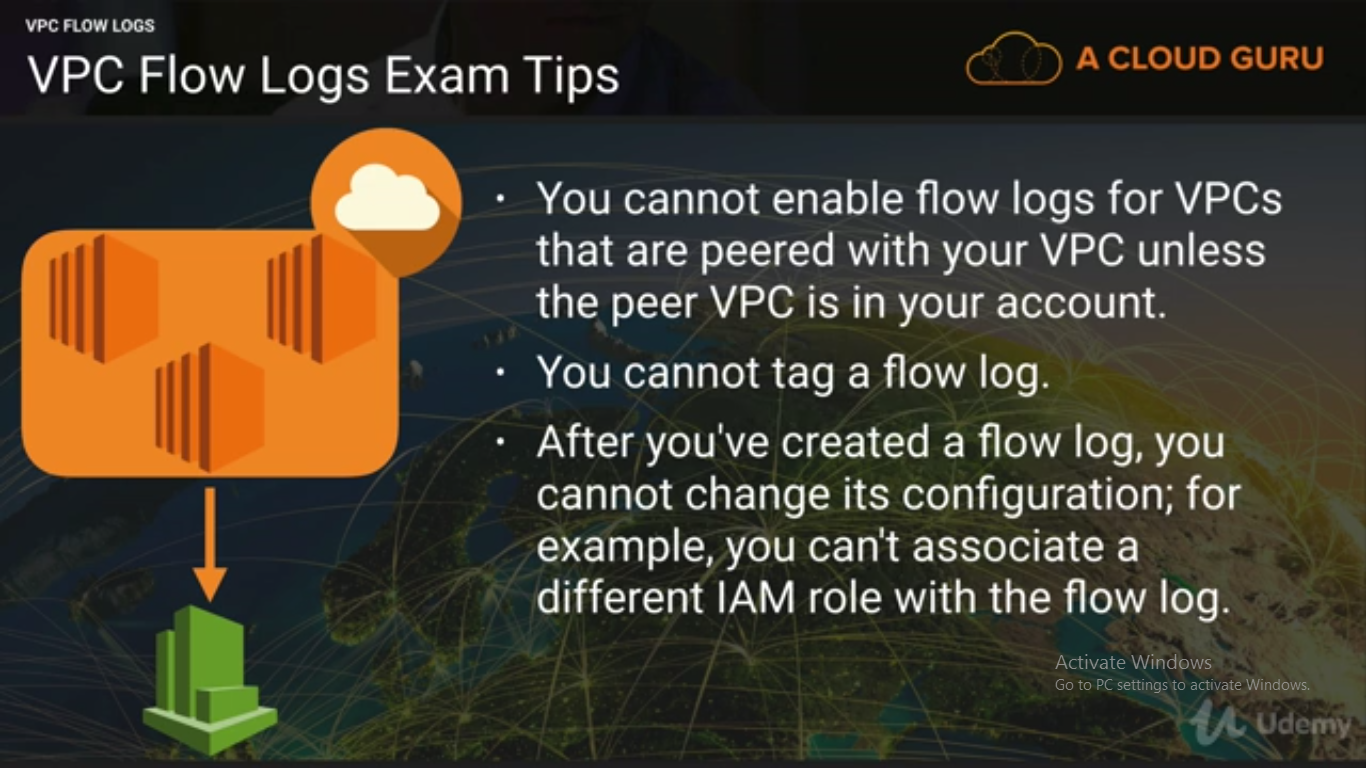 VPC FLOW LOGS
VPC Flow Logs Exam Tips
A CLOUD GURU
• You cannot enable flow logs for VPCs
that are peered with your VPC unless
the peer VPC is in your account.
• You cannot tag a flow log.
• After you've created a flow log, you
cannot change its configuration; for
example, you can't associate a
different IAM role with the flow log.
Activate Windows
Go to PC settings to activate Windows.
Udemy